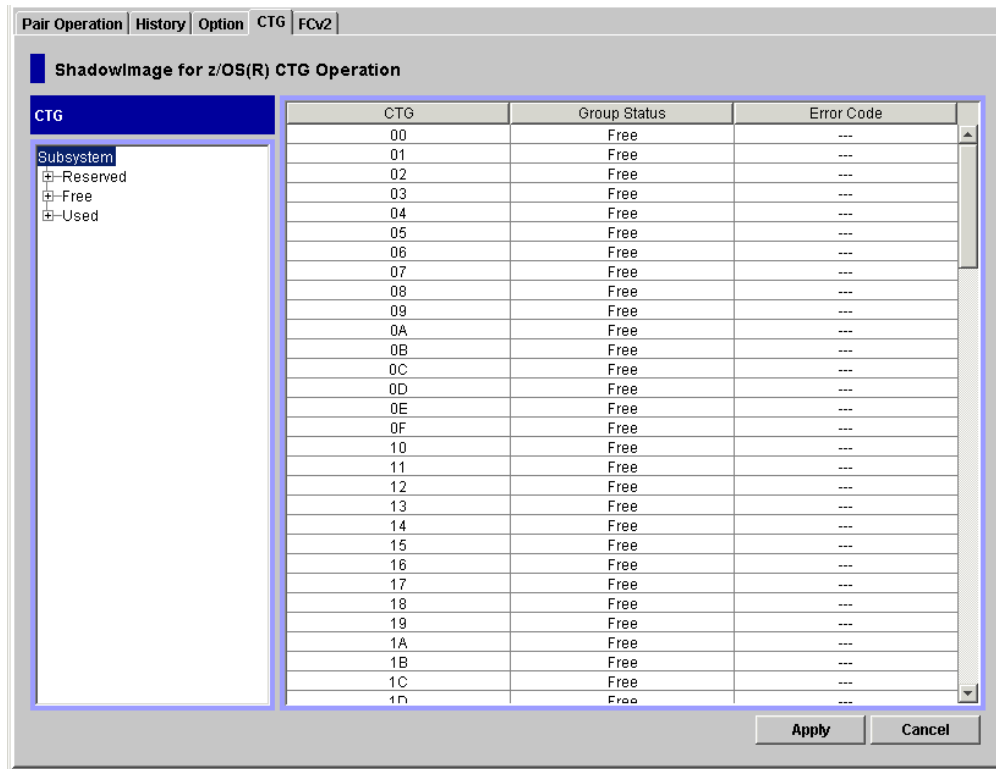 Pair Operation History Option CTG FCv2
ShadowImage for z/OS(R) CTG Operation
CTG
Subsystem
Reserved
Free
Used
CTG Group Status Error Code
00 Free ---
01 Free ---
02 Free ---
03 Free ---
04 Free ---
05 Free ---
06 Free ---
07 Free ---
08 Free ---
09 Free ---
0A Free ---
0B Free ---
0C Free ---
0D Free ---
0E Free ---
0F Free ---
10 Free ---
11 Free ---
12 Free ---
13 Free ---
14 Free ---
15 Free ---
16 Free ---
17 Free ---
18 Free ---
19 Free ---
1A Free ---
1B Free ---
1C Free ---
1D Free ---
Apply Cancel